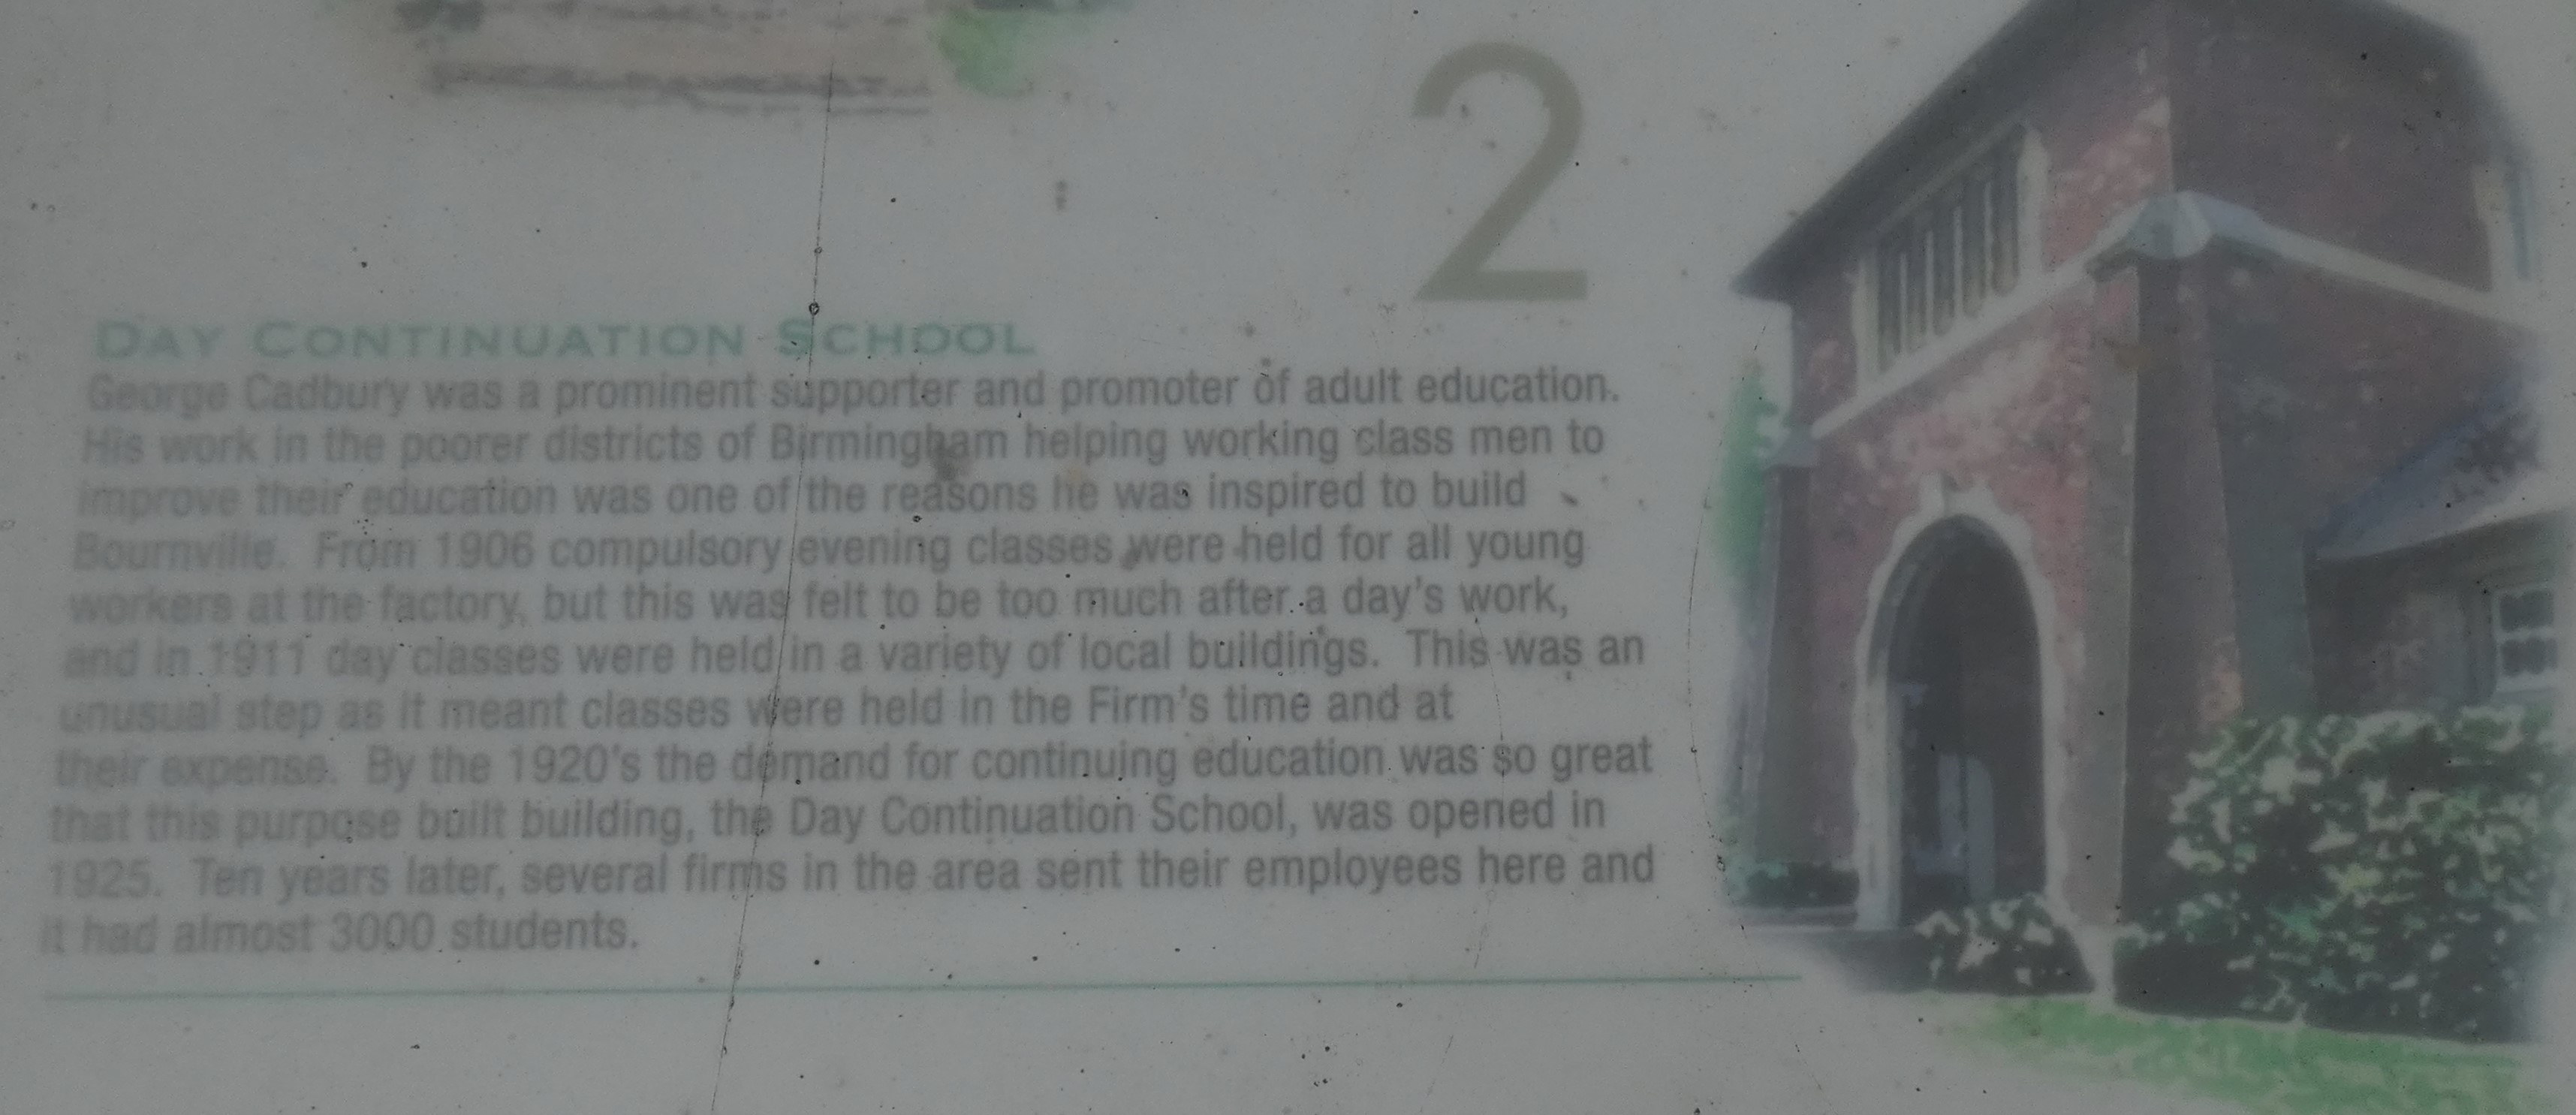 2
DAY CONTINUATION SCHOOL
George Cadbury was a prominent supporter and promoter of adult education.
His work in the poorer districts of Birmingham helping working class men to
improve their education was one of the reasons he was inspired to build
Bournville. From 1906 compulsory evening classes were held for all young
workers at the factory, but this was felt to be too much after a day's work,
and in 1911 day classes were held in a variety of local buildings. This was an
unusual step as it meant classes were held in the Firm's time and at
their expense. By the 1920's the demand for continuing education was so great
that this purpose built building, the Day Continuation School, was opened in
1925. Ten years later, several firms in the area sent their employees here and
it had almost 3000 students.